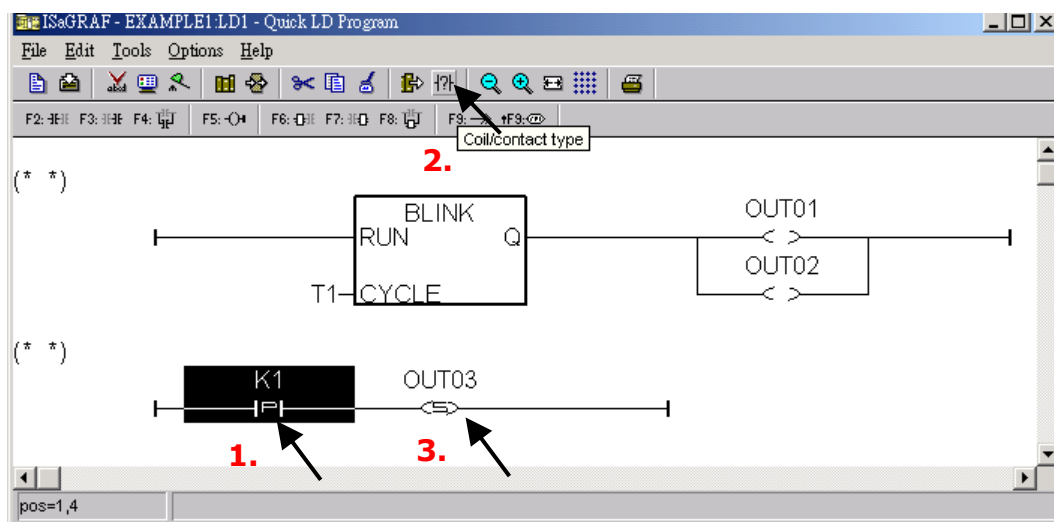 ISaGRAF - EXAMPLE1:LD1 - Quick LD Program
File Edit Tools Options Help
F2: F3: F4: F5: F6: F7: F8: F9: ↑F9:
Coil/contact type
2.
(* *)
BLINK
OUT01
RUN Q
OUT02
T1 CYCLE
(* *)
K1 OUT03
P S
1. 3.
pos=1,4